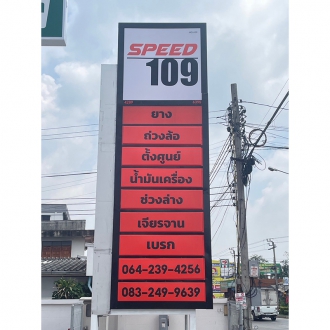 SPEED
109
ยาง
ถ่วงล้อ
ตั้งศูนย์
น้ำมันเครื่อง
ช่วงล่าง
เจียรจาน
เบรก
064-239-4256
083-249-9639